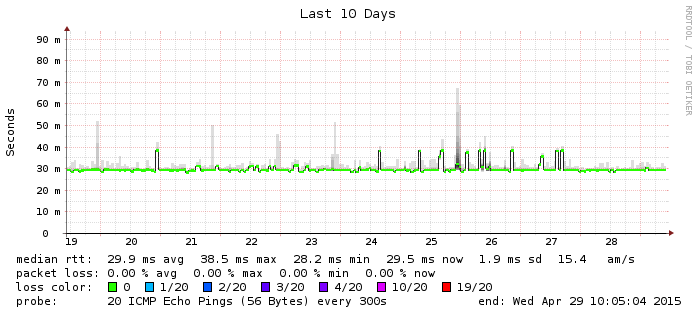 Last 10 Days
RRDTOOL / TOBI OETIKER
Seconds
90 m
80 m
70 m
60 m
50 m
40 m
30 m
20 m
10 m
0
19 20 21 22 23 24 25 26 27 28
median rtt: 29.9 ms avg 38.5 ms max 28.2 ms min 29.5 ms now 1.9 ms sd 15.4 am/s
packet loss: 0.00 % avg 0.00 % max 0.00 % min 0.00 % now
loss color: 0 1/20 2/20 3/20 4/20 10/20 19/20
probe: 20 ICMP Echo Pings (56 Bytes) every 300s end: Wed Apr 29 10:05:04 2015